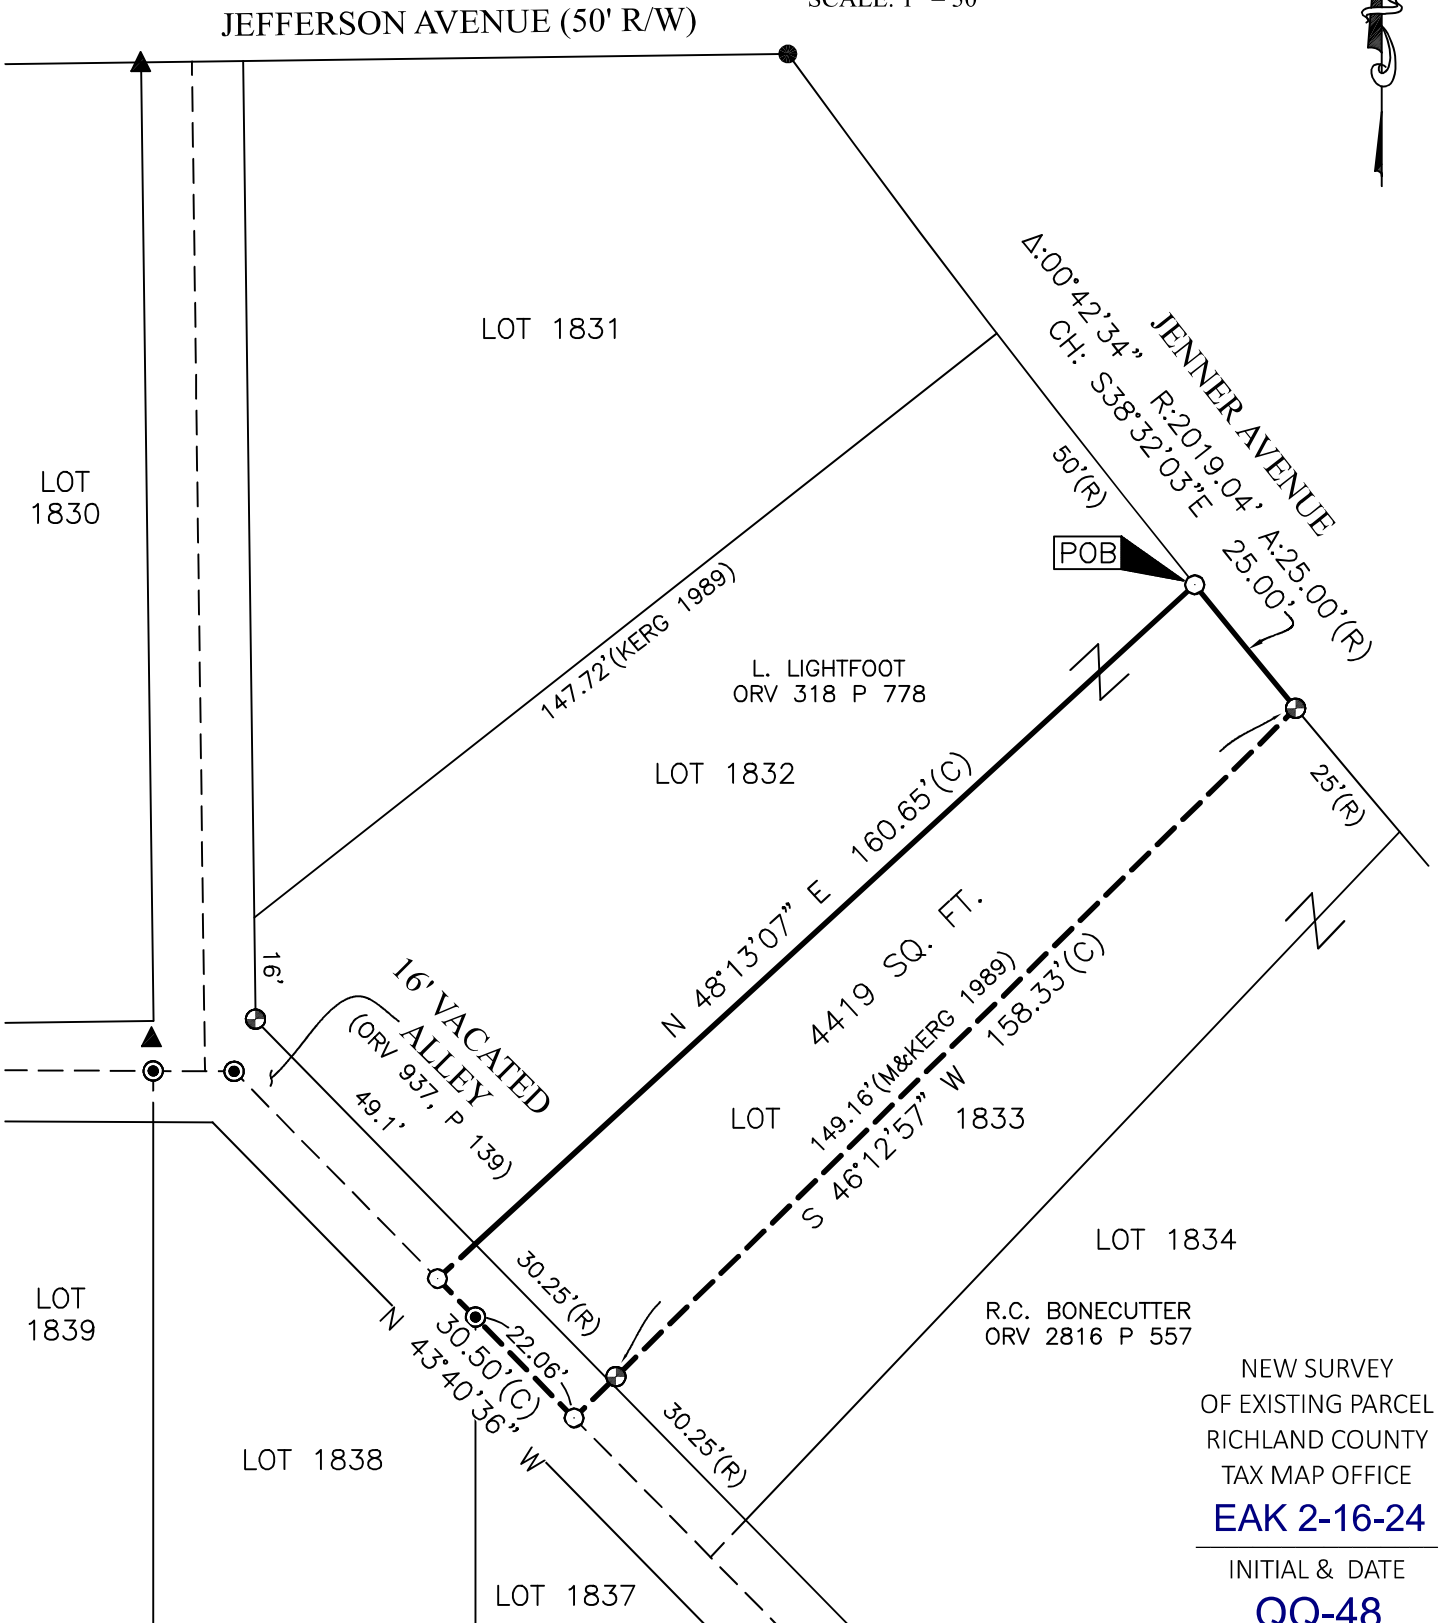 JEFFERSON AVENUE (50' R/W)
LOT 1831
Δ:00°42'34" R:2019.04' A:25.00'(R)
CH: S38°32'03"E 25.00'
JENNER AVENUE
LOT
1830
50'(R)
POB
147.72'(KERG 1989)
L. LIGHTFOOT
ORV 318 P 778
LOT 1832
25'(R)
N 48°13'07" E 160.65'(C)
4419 SQ. FT.
16'
16' VACATED
ALLEY
(ORV 937, P 139)
49.1'
149.16'(M&KERG 1989)
S 46°12'57" W 158.33'(C)
LOT 1833
LOT 1834
R.C. BONECUTTER
ORV 2816 P 557
LOT
1839
30.25'(R)
22.06'
30.50'(C)
N 43°40'36" W
30.25'(R)
LOT 1838
LOT 1837
NEW SURVEY
OF EXISTING PARCEL
RICHLAND COUNTY
TAX MAP OFFICE
EAK 2-16-24
INITIAL & DATE
QQ-48